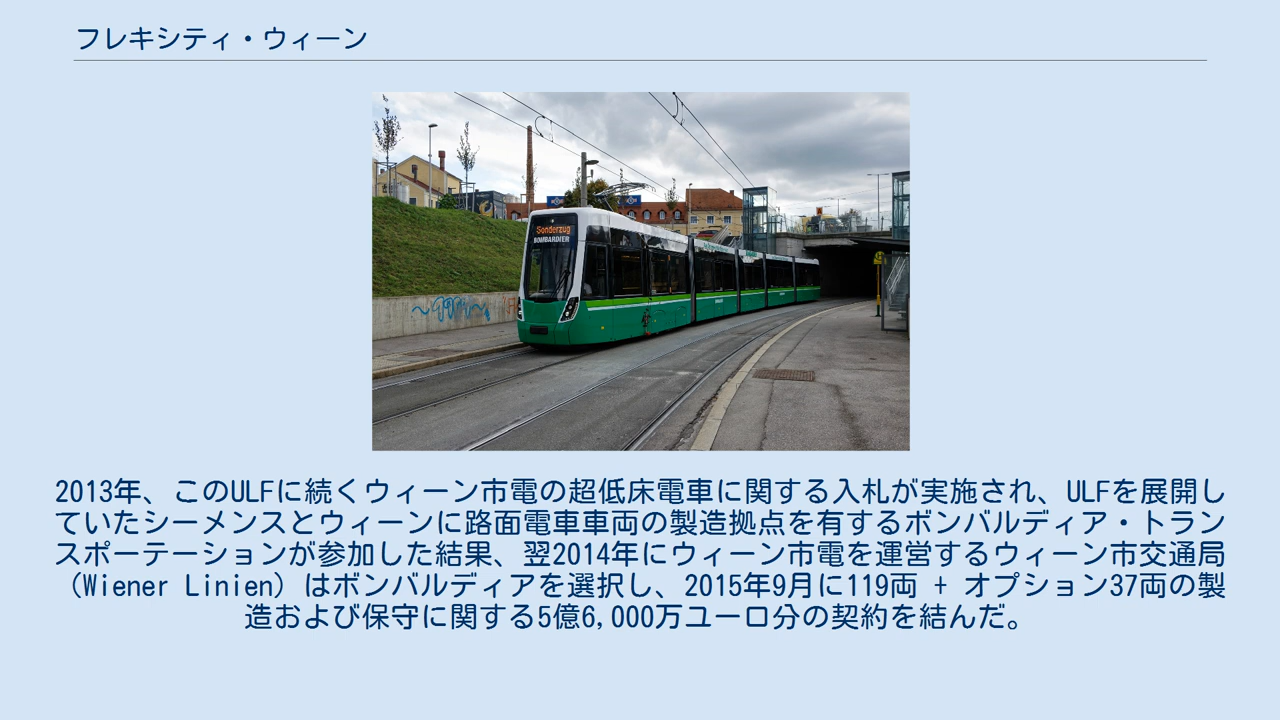 フレキシティ・ウィーン
Sonderzug
BOMBARDIER
2013年、このULFに続くウィーン市電の超低床電車に関する入札が実施され、ULFを展開し
ていたシーメンスとウィーンに路面電車車両の製造拠点を有するボンバルディア・トラン
スポーテーションが参加した結果、翌2014年にウィーン市電を運営するウィーン市交通局
（Wiener Linien）はボンバルディアを選択し、2015年9月に119両 + オプション37両の製
造および保守に関する5億6,000万ユーロ分の契約を結んだ。